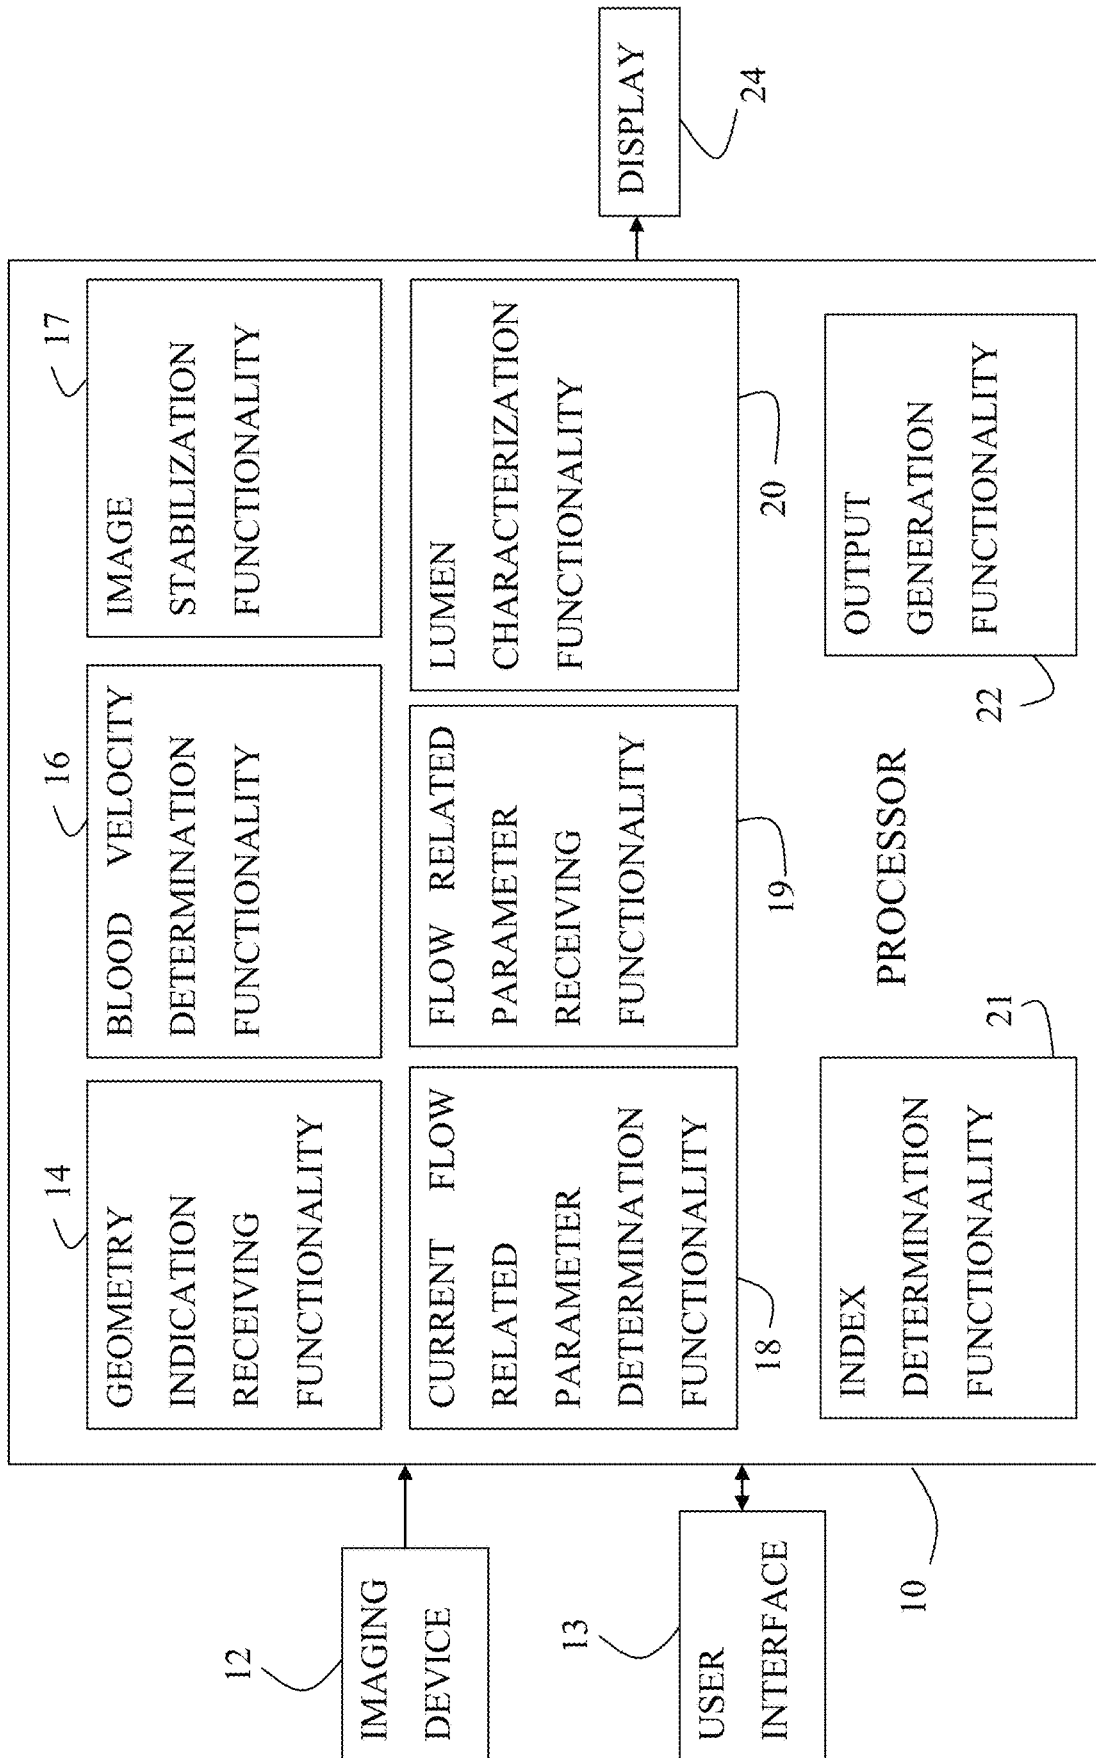 12
IMAGING
DEVICE
13
USER
INTERFACE
10
14
GEOMETRY
INDICATION
RECEIVING
FUNCTIONALITY
16
BLOOD VELOCITY
DETERMINATION
FUNCTIONALITY
17
IMAGE
STABILIZATION
FUNCTIONALITY
CURRENT FLOW
RELATED
PARAMETER
DETERMINATION
FUNCTIONALITY
18
FLOW RELATED
PARAMETER
RECEIVING
FUNCTIONALITY
19
LUMEN
CHARACTERIZATION
FUNCTIONALITY
20
21
INDEX
DETERMINATION
FUNCTIONALITY
PROCESSOR
22
OUTPUT
GENERATION
FUNCTIONALITY
DISPLAY
24